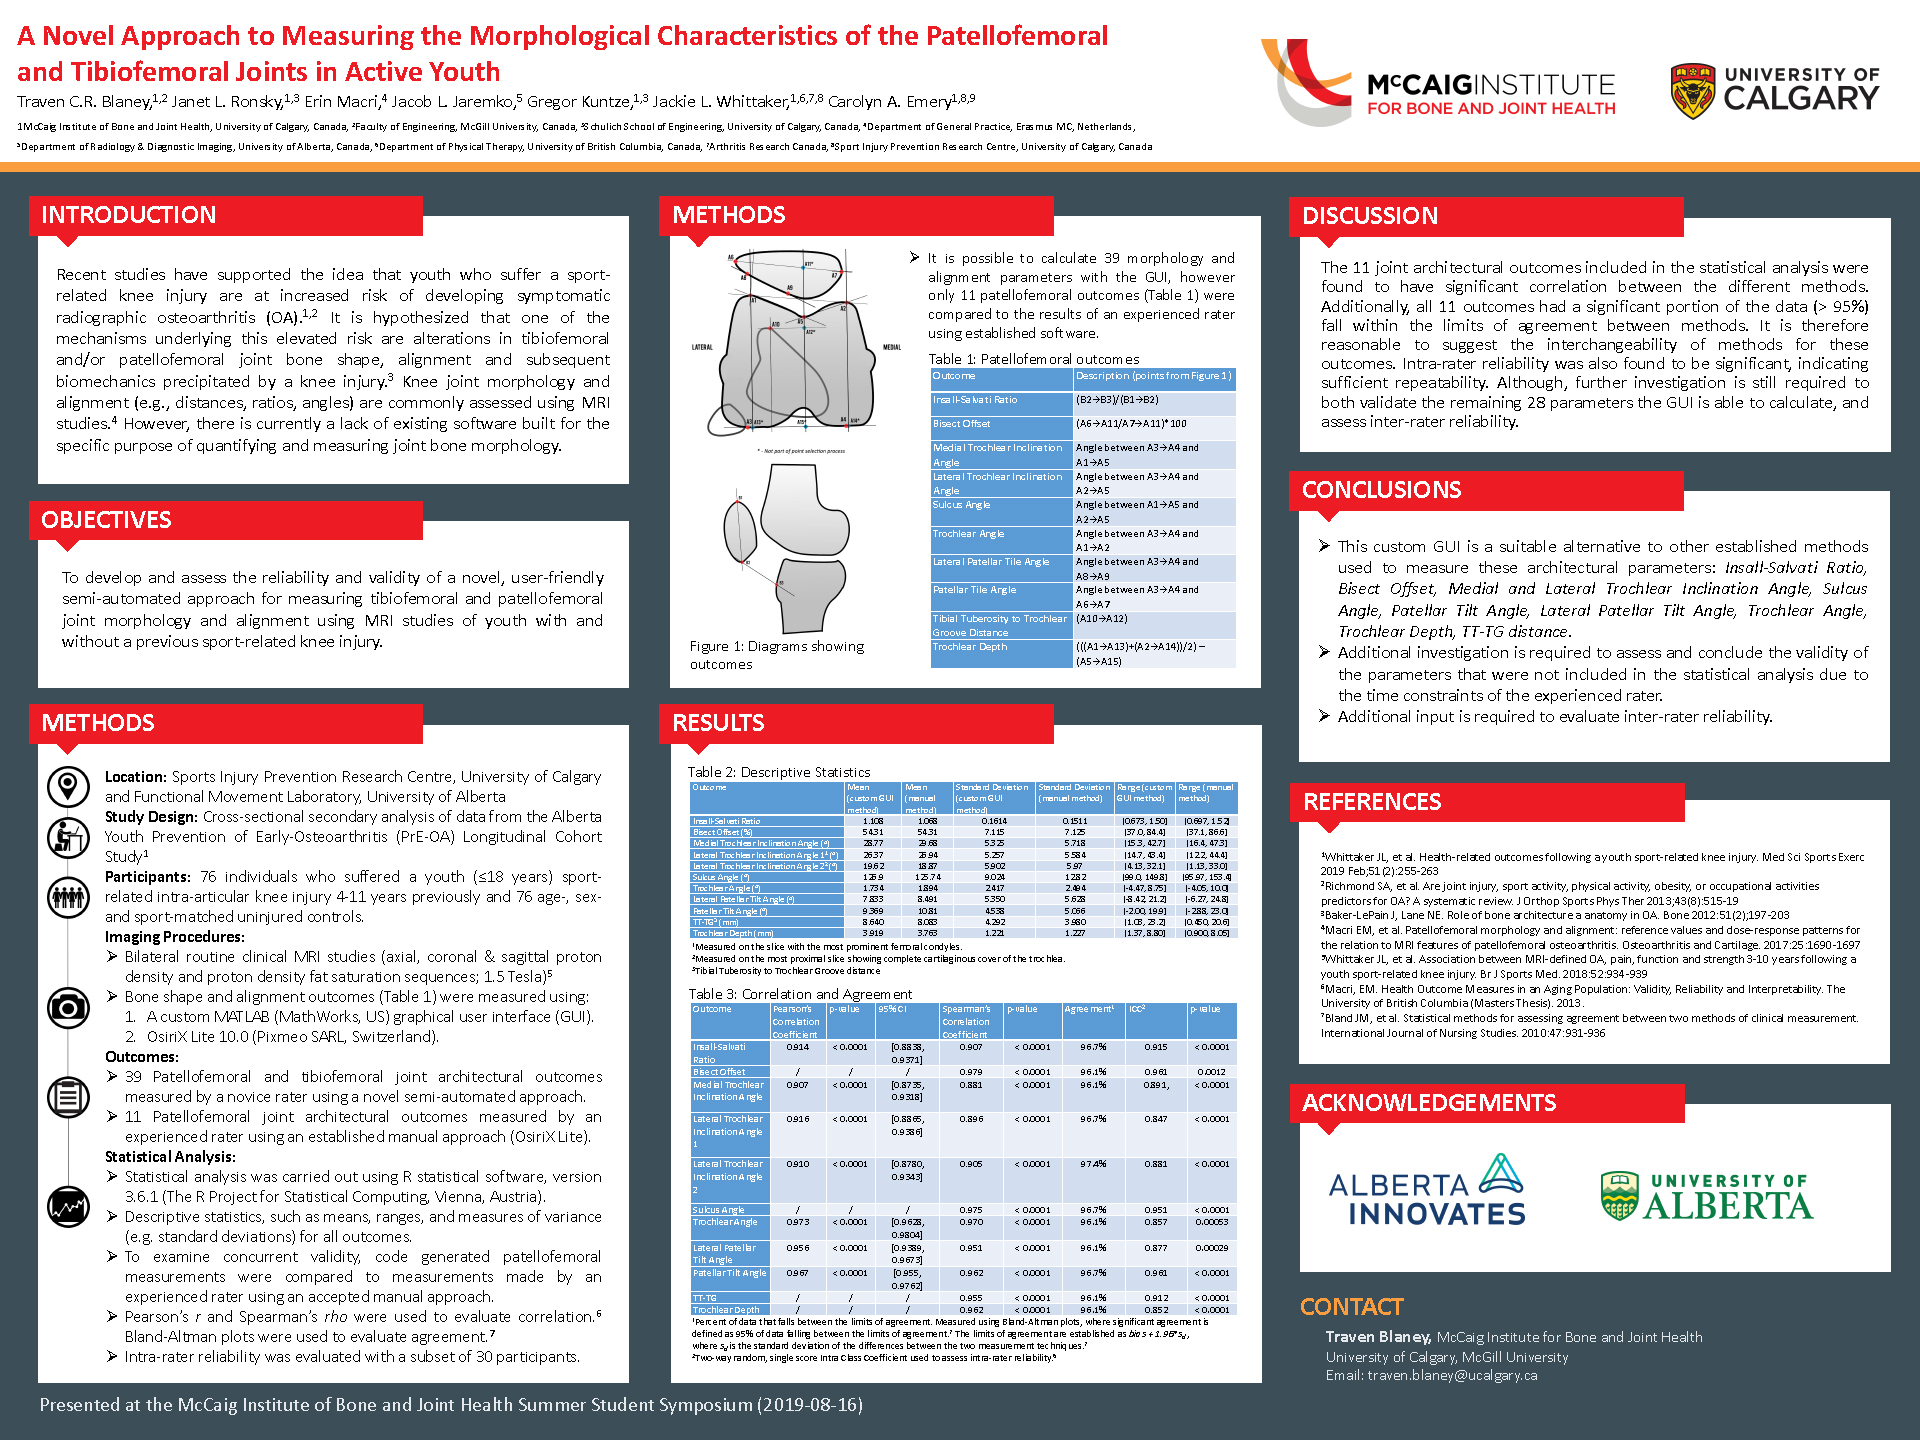 A Novel Approach to Measuring the Morphological Characteristics of the Patellofemoral
and Tibiofemoral Joints in Active Youth
Traven C.R. Blaney,1,2 Janet L. Ronsky,1,3 Erin Macri,4 Jacob L. Jaremko,5 Gregor Kuntze,1,3 Jackie L. Whittaker,1,6,7,8 Carolyn A. Emery1,8,9
1McCaig Institute of Bone and Joint Health, University of Calgary, Canada, 2Faculty of Engineering, McGill University, Canada, 3Schulich School of Engineering, University of Calgary, Canada, 4Department of General Practice, Erasmus MC, Netherlands,
5Department of Radiology & Diagnostic Imaging, University of Alberta, Canada, 6Department of Physical Therapy, University of British Columbia, Canada, 7Arthritis Research Canada, 8Sport Injury Prevention Research Centre, University of Calgary, Canada
McCAIG INSTITUTE
FOR BONE AND JOINT HEALTH
UNIVERSITY OF
CALGARY
INTRODUCTION
Recent studies have supported the idea that youth who suffer a sport-
related knee injury are at increased risk of developing symptomatic
radiographic osteoarthritis (OA).1,2 It is hypothesized that one of the
mechanisms underlying this elevated risk are alterations in tibiofemoral
and/or patellofemoral joint bone shape, alignment and subsequent
biomechanics precipitated by a knee injury.3 Knee joint morphology and
alignment (e.g., distances, ratios, angles) are commonly assessed using MRI
studies.4 However, there is currently a lack of existing software built for the
specific purpose of quantifying and measuring joint bone morphology.
OBJECTIVES
To develop and assess the reliability and validity of a novel, user-friendly
semi-automated approach for measuring tibiofemoral and patellofemoral
joint morphology and alignment using MRI studies of youth with and
without a previous sport-related knee injury.
METHODS
Location: Sports Injury Prevention Research Centre, University of Calgary
and Functional Movement Laboratory, University of Alberta
Study Design: Cross-sectional secondary analysis of data from the Alberta
Youth Prevention of Early-Osteoarthritis (PrE-OA) Longitudinal Cohort
Study1
Participants: 76 individuals who suffered a youth (≤18 years) sport-
related intra-articular knee injury 4-11 years previously and 76 age-, sex-
and sport-matched uninjured controls.
Imaging Procedures:
➢ Bilateral routine clinical MRI studies (axial, coronal & sagittal proton
density and proton density fat saturation sequences; 1.5 Tesla)5
➢ Bone shape and alignment outcomes (Table 1) were measured using:
1. A custom MATLAB (MathWorks, US) graphical user interface (GUI).
2. OsiriX Lite 10.0 (Pixmeo SARL, Switzerland).
Outcomes:
➢ 39 Patellofemoral and tibiofemoral joint architectural outcomes
measured by a novice rater using a novel semi-automated approach.
➢ 11 Patellofemoral joint architectural outcomes measured by an
experienced rater using an established manual approach (OsiriX Lite).
Statistical Analysis:
➢ Statistical analysis was carried out using R statistical software, version
3.6.1 (The R Project for Statistical Computing, Vienna, Austria).
➢ Descriptive statistics, such as means, ranges, and measures of variance
(e.g. standard deviations) for all outcomes.
➢ To examine concurrent validity, code generated patellofemoral
measurements were compared to measurements made by an
experienced rater using an accepted manual approach.
➢ Pearson's r and Spearman's rho were used to evaluate correlation.6
Bland-Altman plots were used to evaluate agreement.7
➢ Intra-rater reliability was evaluated with a subset of 30 participants.
METHODS
LATERAL
MEDIAL
* - Not part of point selection process
Figure 1: Diagrams showing
outcomes
➢ It is possible to calculate 39 morphology and
alignment parameters with the GUI, however
only 11 patellofemoral outcomes (Table 1) were
compared to the results of an experienced rater
using established software.
Table 1: Patellofemoral outcomes
Outcome Description (points from Figure 1)
Insall-Salvati Ratio (B2→B3)/(B1→B2)
Bisect Offset (A6→A11/A7→A11)*100
Medial Trochlear Inclination Angle Angle between A3→A4 and A1→A5
Lateral Trochlear Inclination Angle Angle between A3→A4 and A2→A5
Sulcus Angle Angle between A1→A5 and A2→A5
Trochlear Angle Angle between A3→A4 and A1→A2
Lateral Patellar Tile Angle Angle between A3→A4 and A8→A9
Patellar Tile Angle Angle between A3→A4 and A6→A7
Tibial Tuberosity to Trochlear Groove Distance (A10→A12)
Trochlear Depth (((A1→A13)+(A2→A14))/2) – (A5→A15)
RESULTS
Table 2: Descriptive Statistics
Outcome Mean (custom GUI method) Mean (manual method) Standard Deviation (custom GUI method) Standard Deviation (manual method) Range (custom GUI method) Range (manual method)
Insall-Salvati Ratio 1.108 1.068 0.1614 0.1511 [0.673, 1.50] [0.697, 1.52]
Bisect Offset (%) 54.31 54.31 7.115 7.125 [37.0, 84.4] [37.1, 86.6]
Medial Trochlear Inclination Angle (°) 28.77 29.68 5.325 5.718 [15.3, 42.7] [16.4, 47.3]
Lateral Trochlear Inclination Angle 1¹ (°) 26.37 26.94 5.257 5.584 [14.7, 43.4] [12.2, 44.4]
Lateral Trochlear Inclination Angle 2² (°) 19.62 18.87 5.902 5.97 [4.13, 32.1] [1.13, 33.0]
Sulcus Angle (°) 126.9 125.74 9.024 12.82 [99.0, 149.8] [95.97, 153.4]
Trochlear Angle (°) 1.734 1.894 2.417 2.494 [-4.47, 8.75] [-4.05, 10.0]
Lateral Patellar Tilt Angle (°) 7.833 8.491 5.350 5.628 [-8.42, 21.2] [-6.27, 24.8]
Patellar Tilt Angle (°) 9.369 10.81 4.538 5.066 [-2.00, 19.9] [-2.88, 23.0]
TT-TG³ (mm) 8.640 8.083 4.292 3.980 [1.03, 23.2] [0.450, 20.6]
Trochlear Depth (mm) 3.919 3.763 1.221 1.227 [1.37, 8.80] [0.900, 8.05]
1Measured on the slice with the most prominent femoral condyles.
2Measured on the most proximal slice showing complete cartilaginous cover of the trochlea.
3Tibial Tuberosity to Trochlear Groove distance
Table 3: Correlation and Agreement
Outcome Pearson's Correlation Coefficient p-value 95% CI Spearman's Correlation Coefficient p-value Agreement1 ICC2 p-value
Insall-Salvati Ratio 0.914 < 0.0001 [0.8838, 0.9371] 0.907 < 0.0001 96.7% 0.915 < 0.0001
Bisect Offset / / / 0.979 < 0.0001 96.1% 0.961 0.0012
Medial Trochlear Inclination Angle 0.907 < 0.0001 [0.8735, 0.9318] 0.881 < 0.0001 96.1% 0.891, < 0.0001
Lateral Trochlear Inclination Angle 1 0.916 < 0.0001 [0.8865, 0.9386] 0.896 < 0.0001 96.7% 0.847 < 0.0001
Lateral Trochlear Inclination Angle 2 0.910 < 0.0001 [0.8780, 0.9343] 0.905 < 0.0001 97.4% 0.881 < 0.0001
Sulcus Angle / / / 0.975 < 0.0001 96.7% 0.951 < 0.0001
Trochlear Angle 0.973 < 0.0001 [0.9628, 0.9804] 0.970 < 0.0001 96.1% 0.857 0.00053
Lateral Patellar Tilt Angle 0.956 < 0.0001 [0.9389, 0.9673] 0.951 < 0.0001 96.1% 0.877 0.00029
Patellar Tilt Angle 0.967 < 0.0001 [0.955, 0.9762] 0.962 < 0.0001 96.7% 0.961 < 0.0001
TT-TG / / / 0.955 < 0.0001 96.1% 0.912 < 0.0001
Trochlear Depth / / / 0.962 < 0.0001 96.1% 0.852 < 0.0001
1Percent of data that falls between the limits of agreement. Measured using Bland-Altman plots, where significant agreement is
defined as 95% of data falling between the limits of agreement.7 The limits of agreement are established as bias ± 1.96*sd,
where sd is the standard deviation of the differences between the two measurement techniques.7
2Two-way random, single score Intra Class Coefficient used to assess intra-rater reliability.6
DISCUSSION
The 11 joint architectural outcomes included in the statistical analysis were
found to have significant correlation between the different methods.
Additionally, all 11 outcomes had a significant portion of the data (> 95%)
fall within the limits of agreement between methods. It is therefore
reasonable to suggest the interchangeability of methods for these
outcomes. Intra-rater reliability was also found to be significant, indicating
sufficient repeatability. Although, further investigation is still required to
both validate the remaining 28 parameters the GUI is able to calculate, and
assess inter-rater reliability.
CONCLUSIONS
➢ This custom GUI is a suitable alternative to other established methods
used to measure these architectural parameters: Insall-Salvati Ratio,
Bisect Offset, Medial and Lateral Trochlear Inclination Angle, Sulcus
Angle, Patellar Tilt Angle, Lateral Patellar Tilt Angle, Trochlear Angle,
Trochlear Depth, TT-TG distance.
➢ Additional investigation is required to assess and conclude the validity of
the parameters that were not included in the statistical analysis due to
the time constraints of the experienced rater.
➢ Additional input is required to evaluate inter-rater reliability.
REFERENCES
1Whittaker JL, et al. Health-related outcomes following a youth sport-related knee injury. Med Sci Sports Exerc
2019 Feb;51(2):255-263
2Richmond SA, et al. Are joint injury, sport activity, physical activity, obesity, or occupational activities
predictors for OA? A systematic review. J Orthop Sports Phys Ther 2013;43(8):515-19
3Baker-LePain J, Lane NE. Role of bone architecture a anatomy in OA. Bone 2012:51(2);197-203
4Macri EM, et al. Patellofemoral morphology and alignment: reference values and dose-response patterns for
the relation to MRI features of patellofemoral osteoarthritis. Osteoarthritis and Cartilage. 2017:25:1690-1697
5Whittaker JL, et al. Association between MRI-defined OA, pain, function and strength 3-10 years following a
youth sport-related knee injury. Br J Sports Med. 2018:52:934-939
6Macri, EM. Health Outcome Measures in an Aging Population: Validity, Reliability and Interpretability. The
University of British Columbia (Masters Thesis). 2013.
7Bland JM, et al. Statistical methods for assessing agreement between two methods of clinical measurement.
International Journal of Nursing Studies. 2010:47:931-936
ACKNOWLEDGEMENTS
ALBERTA
INNOVATES
UNIVERSITY OF
ALBERTA
CONTACT
Traven Blaney, McCaig Institute for Bone and Joint Health
University of Calgary, McGill University
Email: traven.blaney@ucalgary.ca
Presented at the McCaig Institute of Bone and Joint Health Summer Student Symposium (2019-08-16)